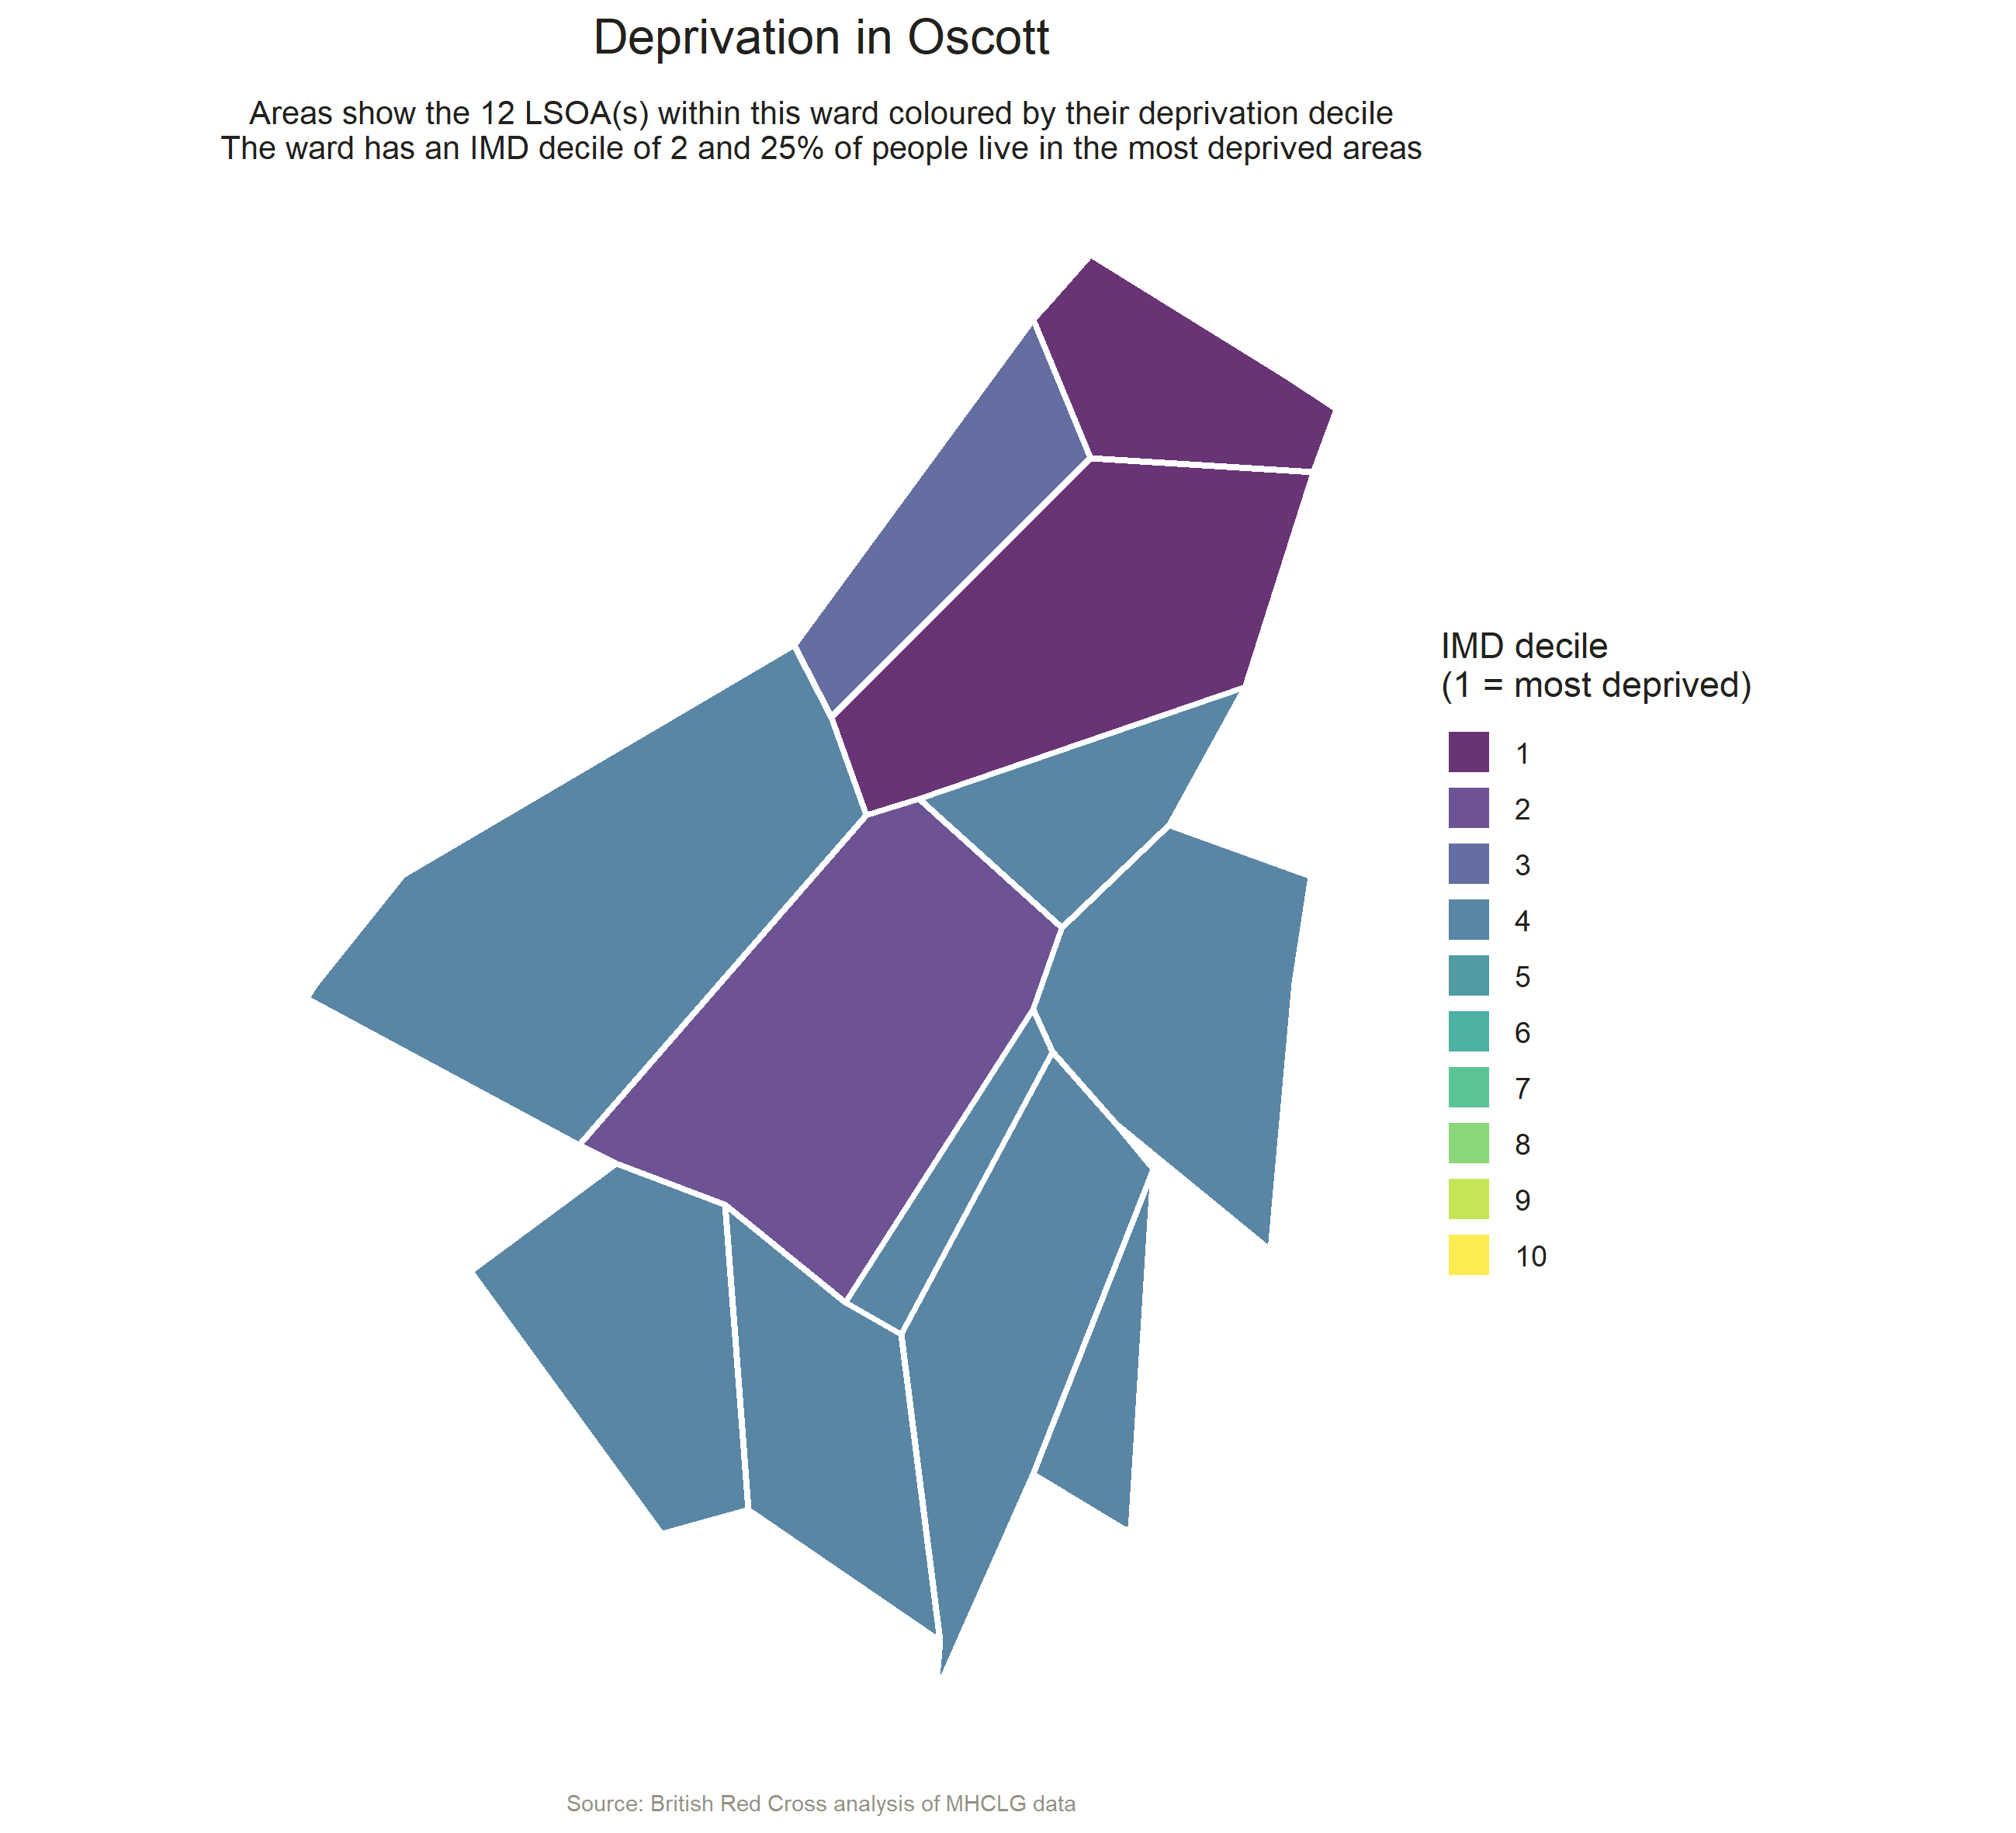 Deprivation in Oscott
Areas show the 12 LSOA(s) within this ward coloured by their deprivation decile
The ward has an IMD decile of 2 and 25% of people live in the most deprived areas
IMD decile
(1 = most deprived)
1
2
3
4
5
6
7
8
9
10
Source: British Red Cross analysis of MHCLG data